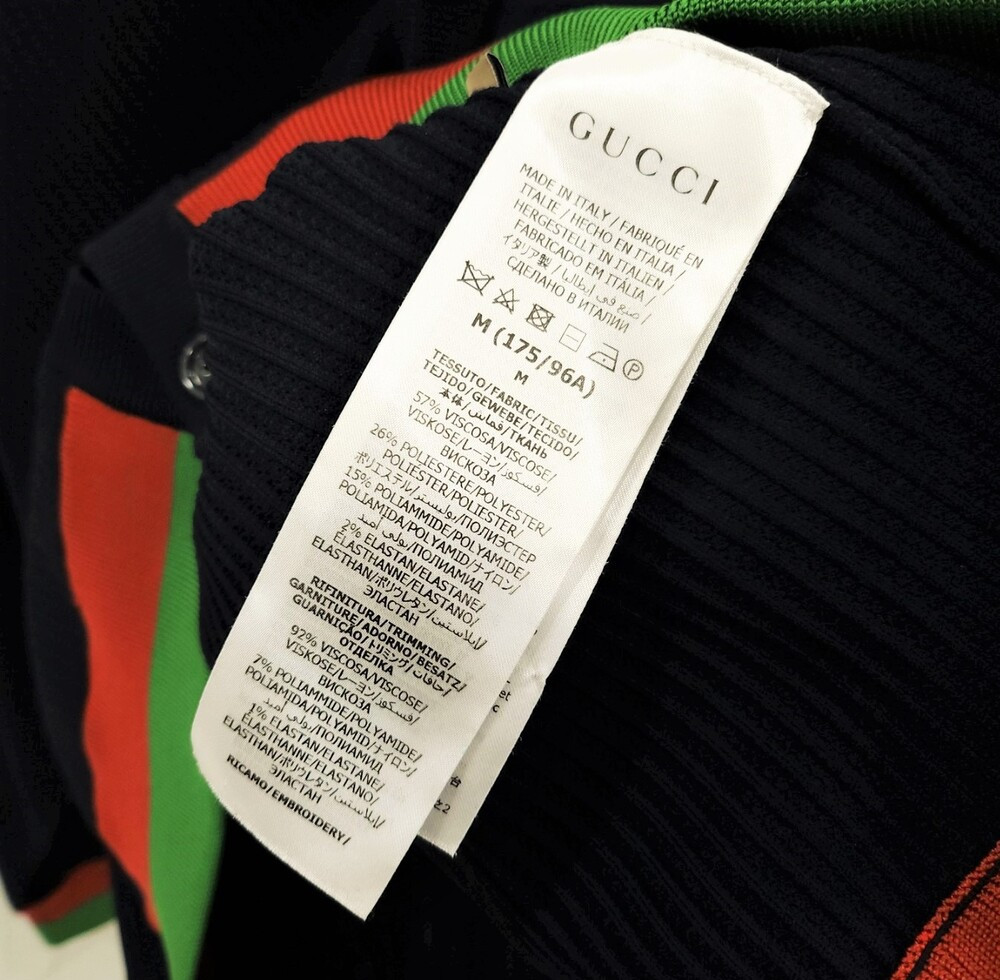 GUCCI
MADE IN ITALY / FABRIQUÉ EN
ITALIE / HECHO EN ITALIA /
HERGESTELLT IN ITALIEN /
FABRICADO EM ITÁLIA /
イタリア製 / صنع في إيطاليا /
СДЕЛАНО В ИТАЛИИ
P
M (175/96A)
M
TESSUTO/FABRIC/TISSU/
TEJIDO/GEWEBE/TECIDO/
本体/قماش/ТКАНЬ
57% VISCOSA/VISCOSE/
VISKOSE/レーヨン/فسكوز/
ВИСКОЗА
26% POLIESTERE/POLYESTER/
POLIÉSTER/POLIESTER/
ポリエステル/بوليستر/ПОЛИЭСТЕР
15% POLIAMMIDE/POLYAMIDE/
POLIAMIDA/POLYAMID/ナイロン/
بولي أميد/ПОЛИАМИД
2% ELASTAN/ELASTANE/
ÉLASTHANNE/ELASTANO/
ELASTHAN/ポリウレタン/إيلاستين/
ЭЛАСТАН
RIFINITURA/TRIMMING/
GARNITURE/ADORNO/BESATZ/
GUARNIÇÃO/トリミング/حافات/
ОТДЕЛКА
92% VISCOSA/VISCOSE/
VISKOSE/レーヨン/فسكوز/
ВИСКОЗА
7% POLIAMMIDE/POLYAMIDE/
POLIAMIDA/POLYAMID/ナイロン/
بولي أميد/ПОЛИАМИД
1% ELASTAN/ELASTANE/
ÉLASTHANNE/ELASTANO/
ELASTHAN/ポリウレタン/إيلاستين/
ЭЛАСТАН
RICAMO/EMBROIDERY/